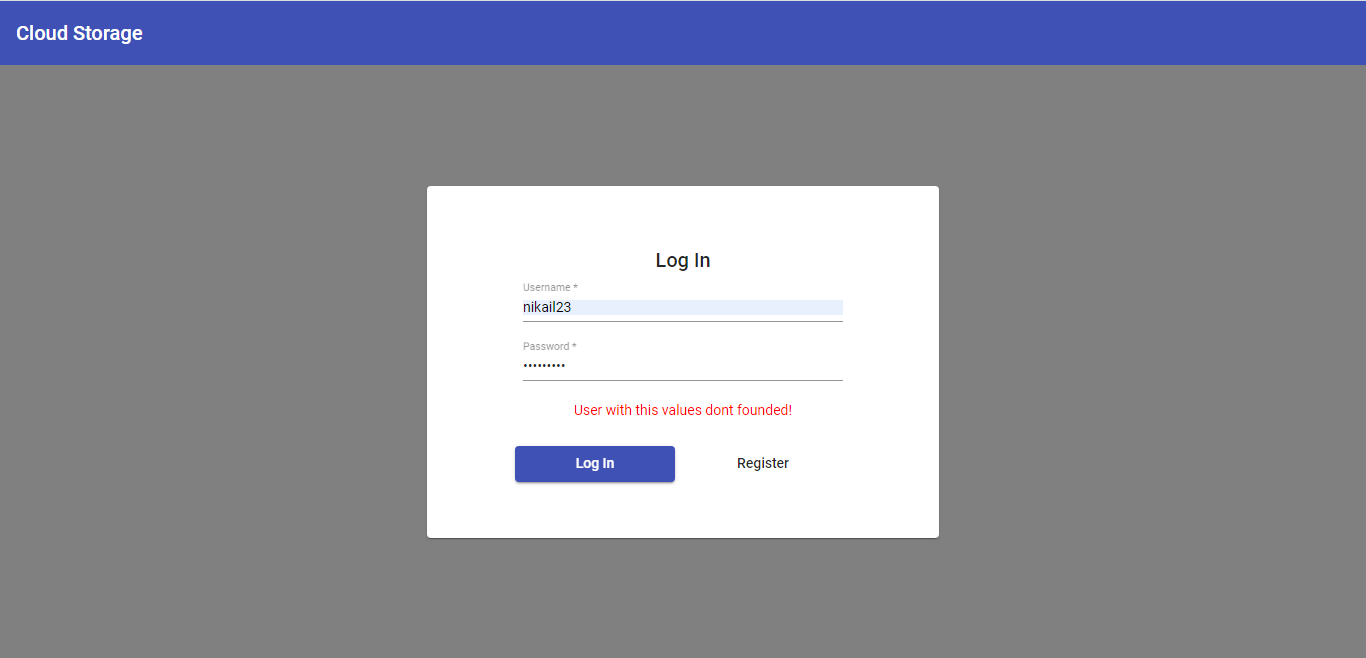 Cloud Storage
Log In
Username *
nikail23
Password *
•••••••••
User with this values dont founded!
Log In Register